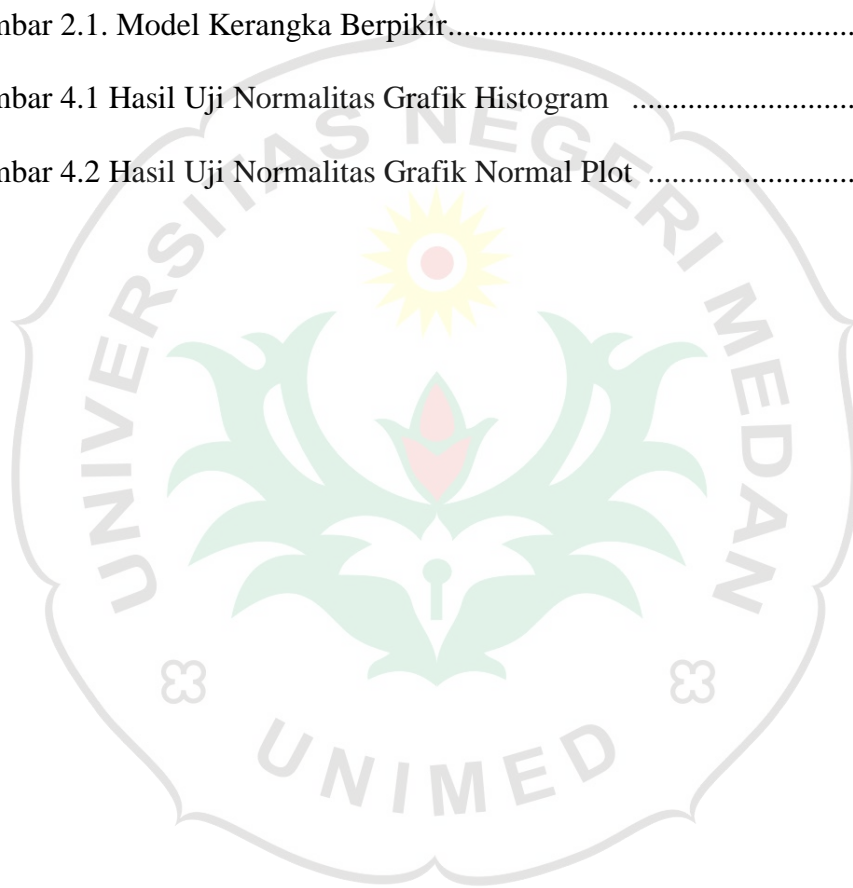 mbar 2.1. Model Kerangka Berpikir..................................................
mbar 4.1 Hasil Uji Normalitas Grafik Histogram ............................
mbar 4.2 Hasil Uji Normalitas Grafik Normal Plot ..........................
UNIVERSITAS NEGERI MEDAN
UNIMED